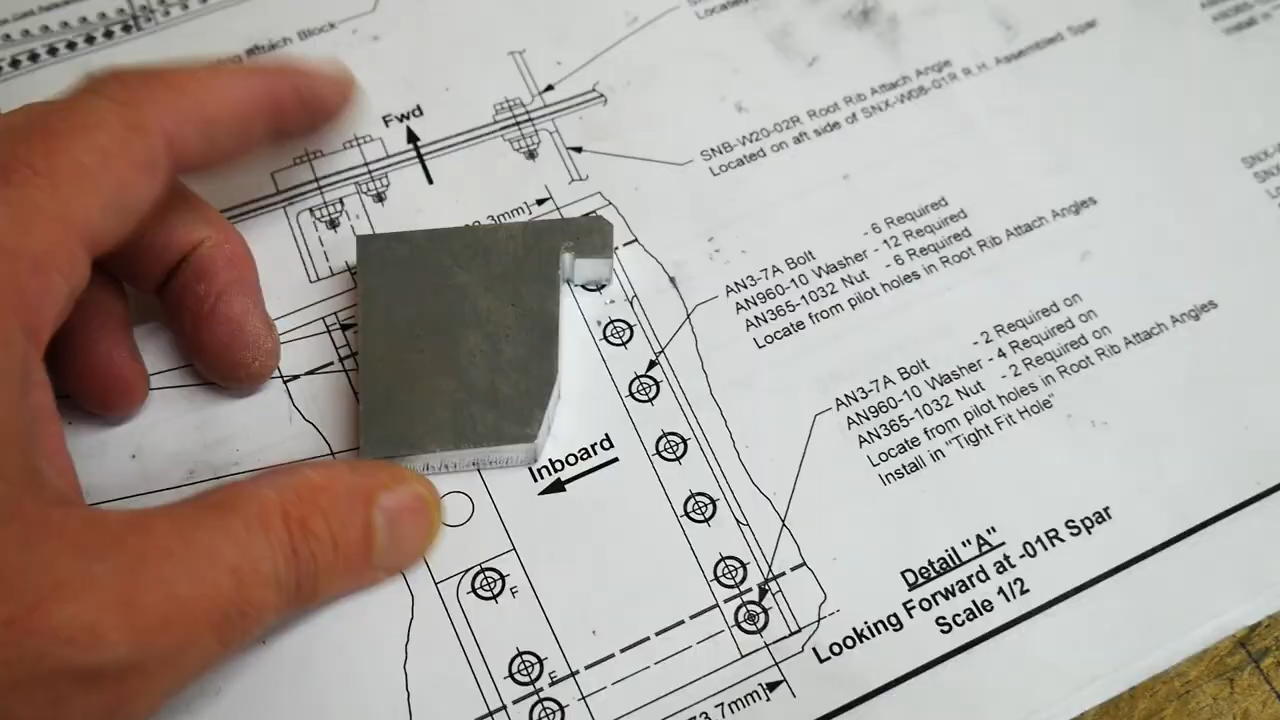 Attach Block
Fwd
SNB-W20-02R Root Rib Attach Angle
Located on aft side of SNX-W08-01R R.H. Assembled Spar
AN3-7A Bolt - 6 Required
AN960-10 Washer - 12 Required
AN365-1032 Nut - 6 Required
Locate from pilot holes in Root Rib Attach Angles
AN3-7A Bolt - 2 Required on
AN960-10 Washer - 4 Required on
AN365-1032 Nut - 2 Required on
Locate from pilot holes in Root Rib Attach Angles
Install in "Tight Fit Hole"
Inboard
F
E
Detail "A"
Looking Forward at -01R Spar
Scale 1/2